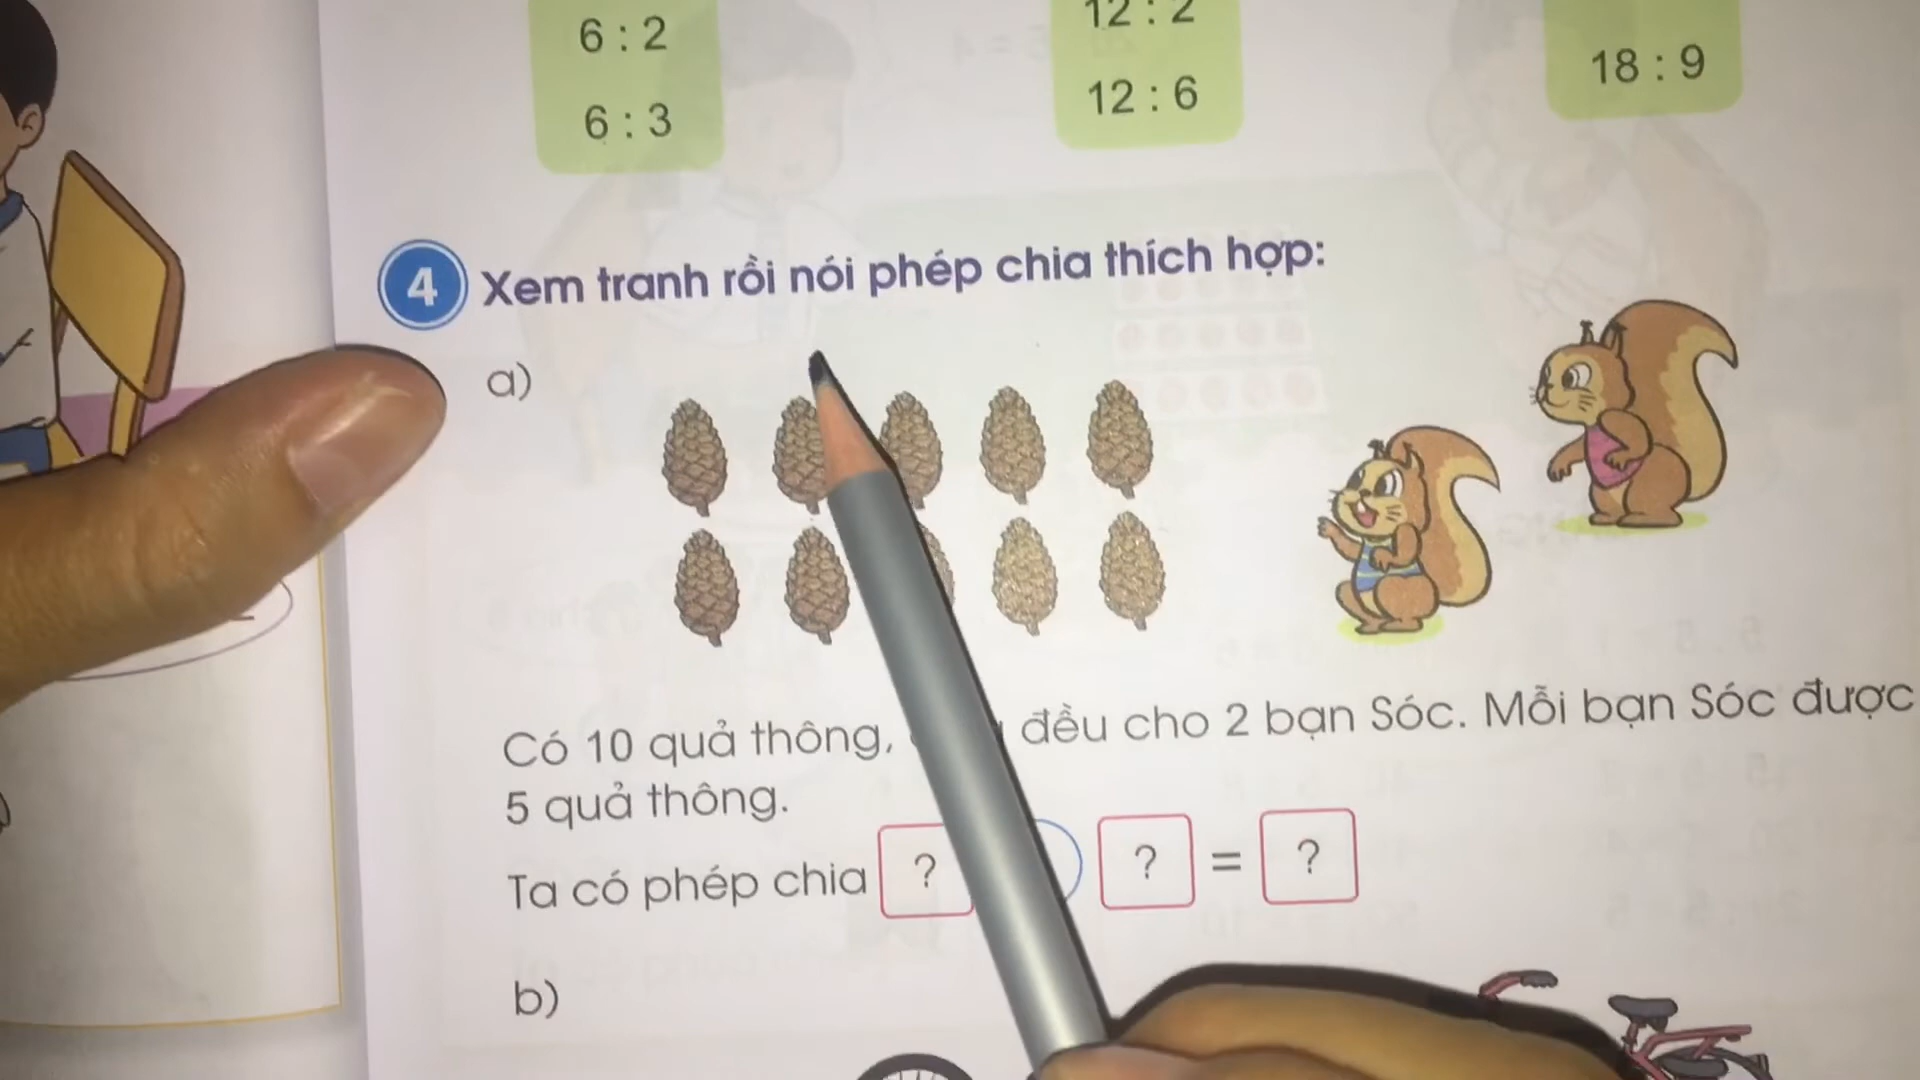 6 : 2
12 : 2
6 : 3
12 : 6
18 : 9
4 Xem tranh rồi nói phép chia thích hợp:
a)
Có 10 quả thông, đều cho 2 bạn Sóc. Mỗi bạn Sóc được
5 quả thông.
Ta có phép chia ? ? = ?
b)